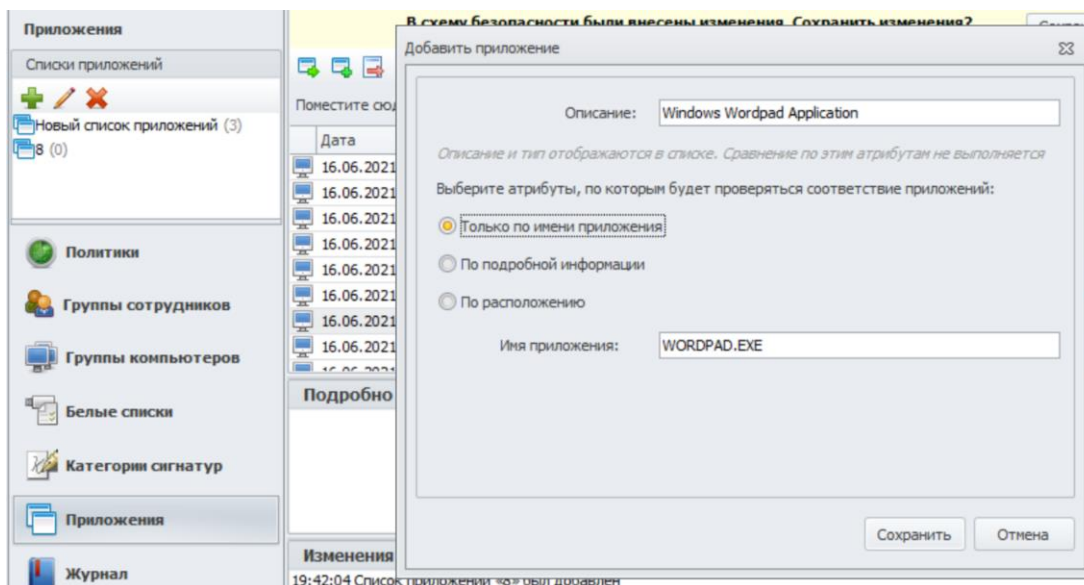 Приложения
Списки приложений
Новый список приложений (3)
8 (0)
Политики
Группы сотрудников
Группы компьютеров
Белые списки
Категории сигнатур
Приложения
Журнал
В схему безопасности были внесены изменения. Сохранить изменения?
Поместите сюд
Дата
16.06.2021
16.06.2021
16.06.2021
16.06.2021
16.06.2021
16.06.2021
16.06.2021
16.06.2021
Подробно
Изменения
19:42:04 Список приложений «8» был добавлен
Добавить приложение
Описание: Windows Wordpad Application
Описание и тип отображаются в списке. Сравнение по этим атрибутам не выполняется
Выберите атрибуты, по которым будет проверяться соответствие приложений:
Только по имени приложения
По подробной информации
По расположению
Имя приложения: WORDPAD.EXE
Сохранить Отмена